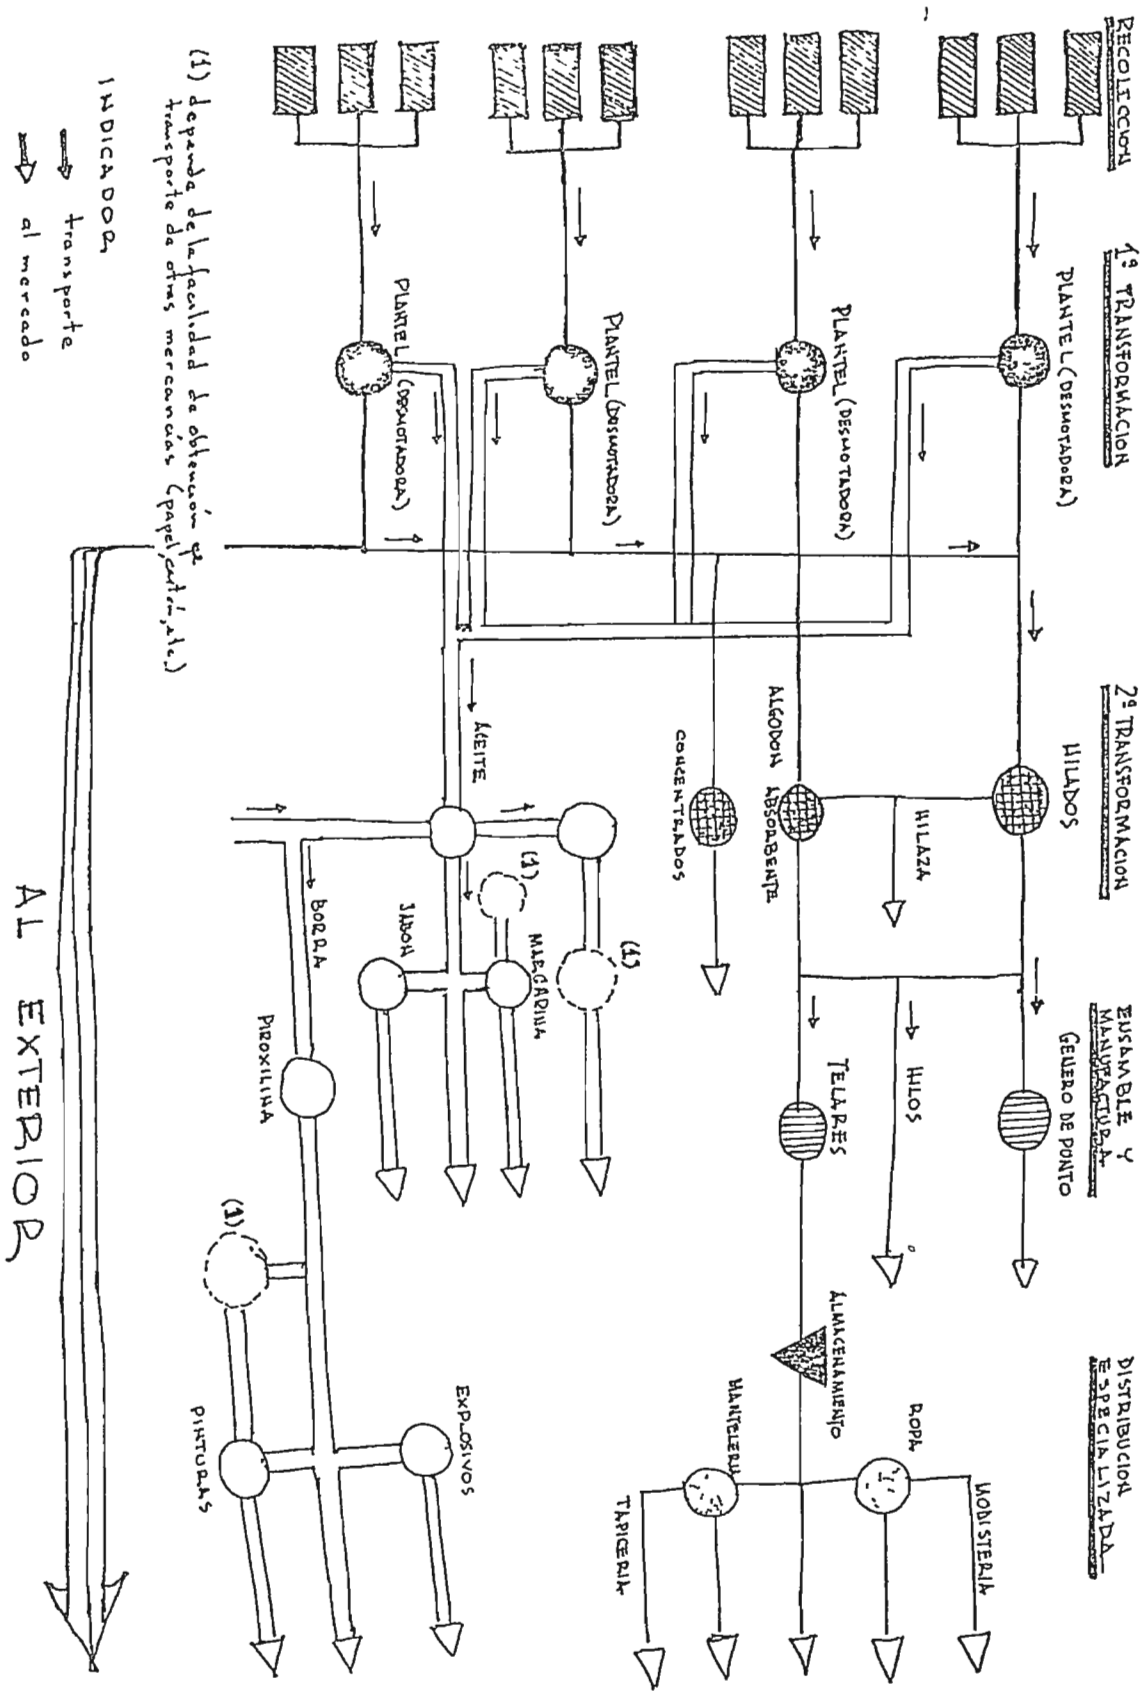 RECOLICCION
1ª TRANSFORMACION
2ª TRANSFORMACION
ENSAMBLE Y
MANUFACTURA
DISTRIBUCION
ESPECIALIZADA
PLANTEL (DESMOTADORA)
HILADOS
GENERO DE PUNTO
HILAZA
HILOS
MODISTERIA
ROPA
PLANTEL (DESMOTADORA)
ALGODON ABSORBENTE
TELARES
ALMACENAMIENTO
CONCENTRADOS
MANTELERIA
TAPICERIA
PLANTEL (DESMOTADORA)
(1)
MARGARINA
(1)
PLANTEL (DESMOTADORA)
ACEITE
JABON
EXPLOSIVOS
BORRA
PIROXILINA
(1)
PINTURAS
(1) depende de la facilidad de obtención y
transporte de otras mercancías (papel, cartón, etc.)
INDICADOR
transporte
al mercado
AL EXTERIOR